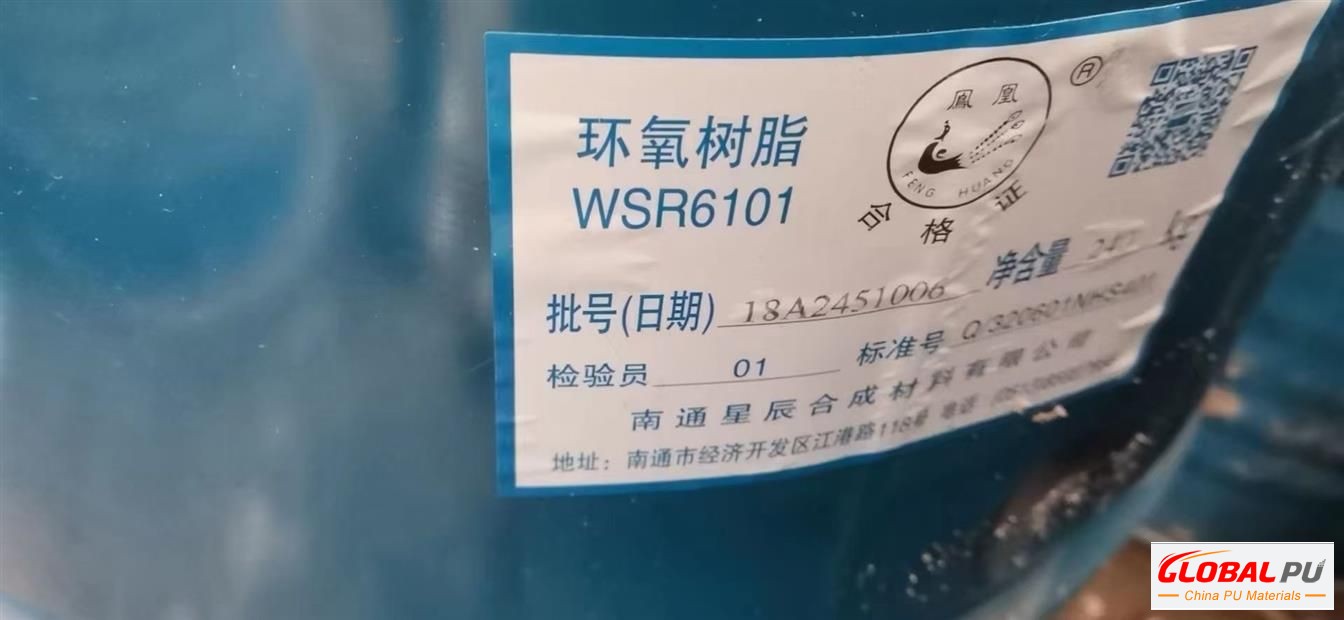 鳳凰
FENG HUANG
®
合格证
环氧树脂
WSR6101
净含量
批号(日期) 18A2451006
检验员 01 标准号 Q/320601NHS401
南通星辰合成材料有限公司
地址：南通市经济开发区江港路118号 电话
GLOBAL PU
China PU Materials